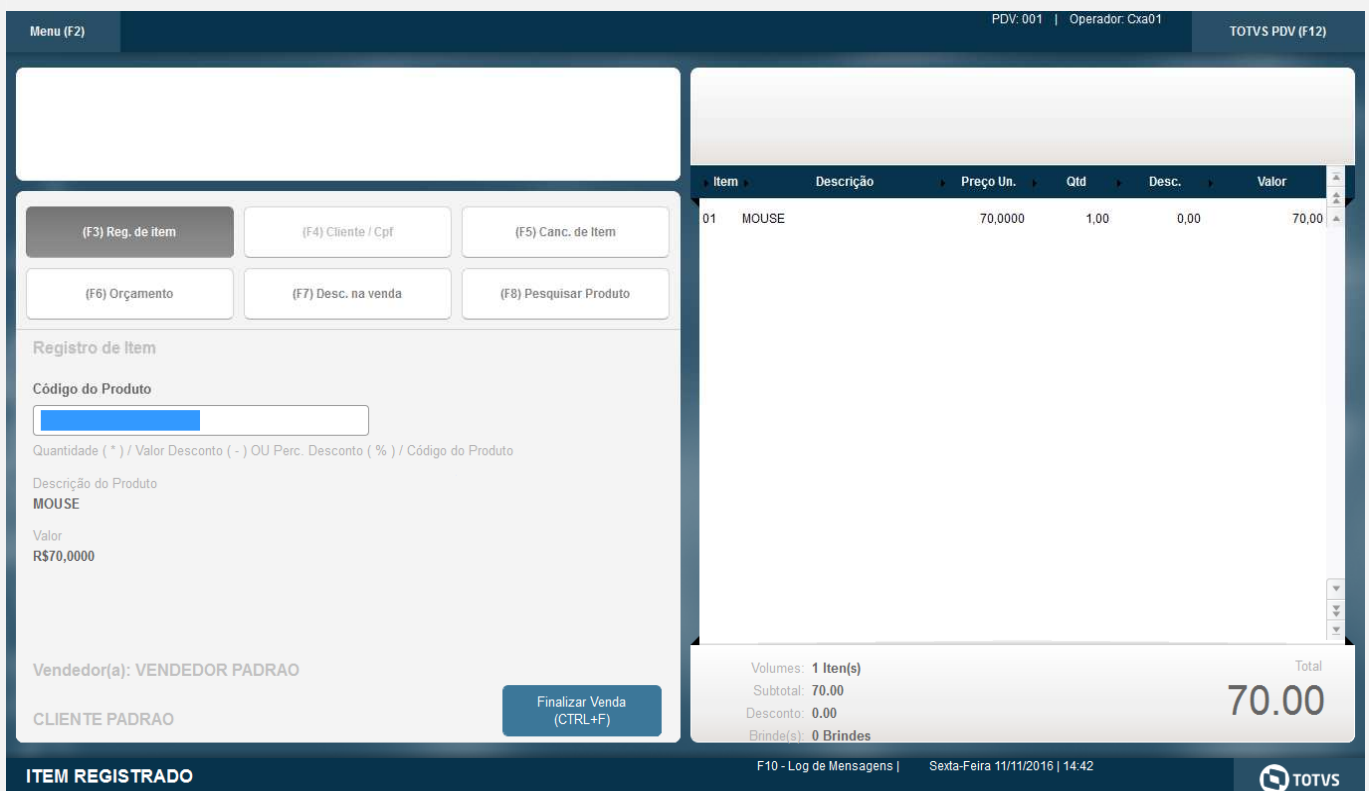 Menu (F2)
PDV: 001 | Operador: Cxa01
TOTVS PDV (F12)
(F3) Reg. de item
(F4) Cliente / Cpf
(F5) Canc. de Item
(F6) Orçamento
(F7) Desc. na venda
(F8) Pesquisar Produto
Registro de Item
Código do Produto
Quantidade ( * ) / Valor Desconto ( - ) OU Perc. Desconto ( % ) / Código do Produto
Descrição do Produto
MOUSE
Valor
R$70,0000
Vendedor(a): VENDEDOR PADRAO
CLIENTE PADRAO
Finalizar Venda
(CTRL+F)
Item Descrição Preço Un. Qtd Desc. Valor
01 MOUSE 70,0000 1,00 0,00 70,00
Volumes: 1 Iten(s)
Subtotal: 70.00
Desconto: 0.00
Brinde(s): 0 Brindes
Total
70.00
ITEM REGISTRADO
F10 - Log de Mensagens | Sexta-Feira 11/11/2016 | 14:42
TOTVS